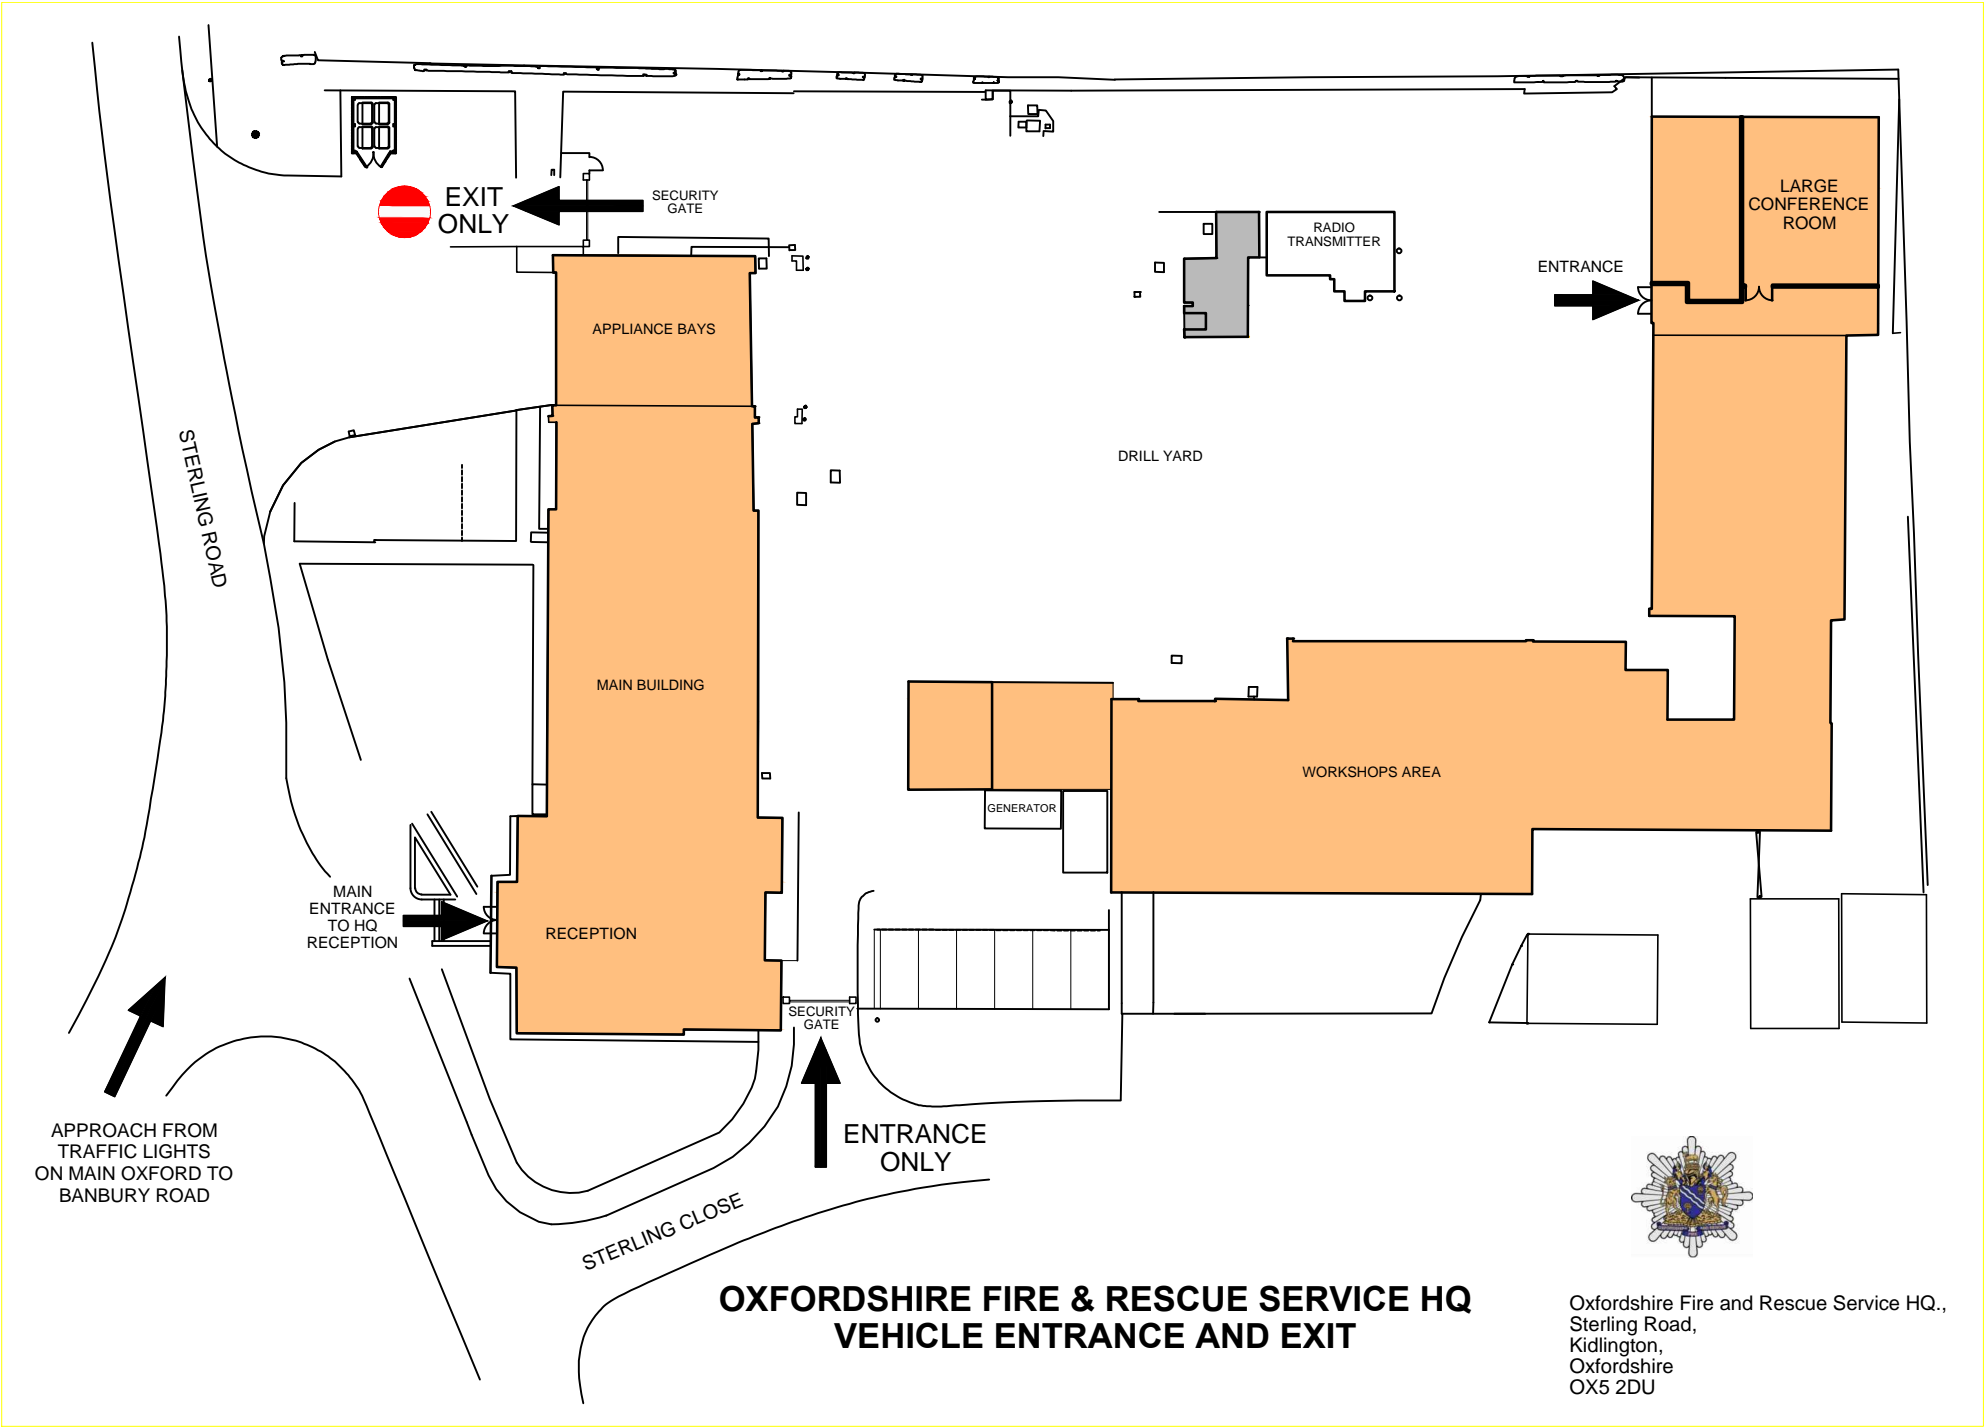 EXIT
ONLY
SECURITY
GATE
RADIO
TRANSMITTER
LARGE
CONFERENCE
ROOM
ENTRANCE
APPLIANCE BAYS
STERLING ROAD
DRILL YARD
MAIN BUILDING
WORKSHOPS AREA
GENERATOR
MAIN
ENTRANCE
TO HQ
RECEPTION
RECEPTION
SECURITY
GATE
ENTRANCE
ONLY
APPROACH FROM
TRAFFIC LIGHTS
ON MAIN OXFORD TO
BANBURY ROAD
STERLING CLOSE
OXFORDSHIRE FIRE & RESCUE SERVICE HQ
VEHICLE ENTRANCE AND EXIT
Oxfordshire Fire and Rescue Service HQ.,
Sterling Road,
Kidlington,
Oxfordshire
OX5 2DU